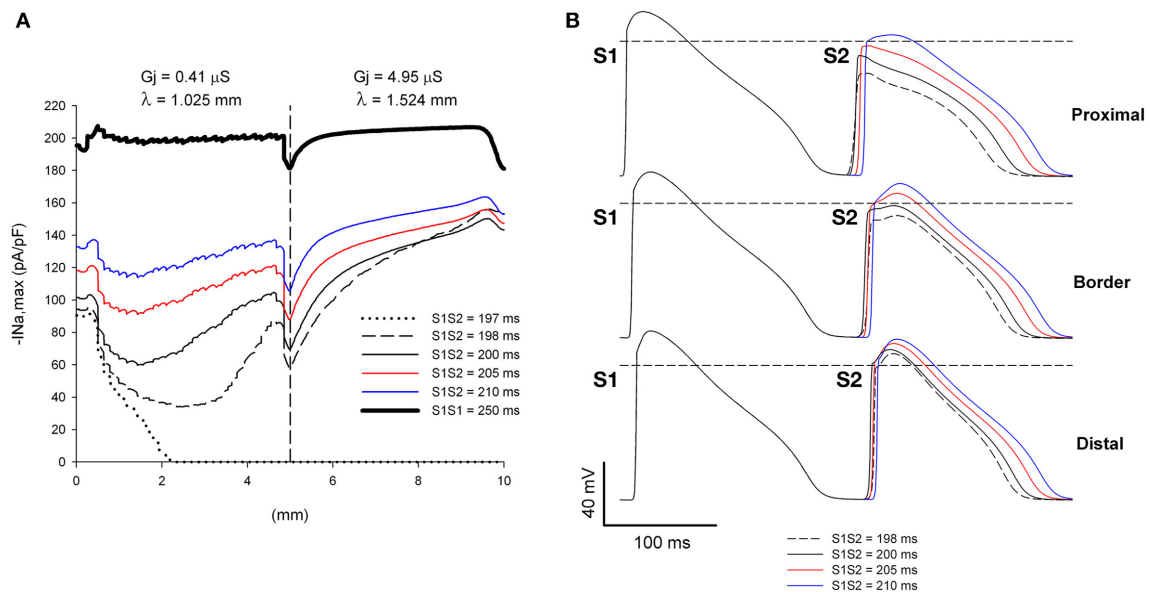 A
Gj = 0.41 µS
λ = 1.025 mm
Gj = 4.95 µS
λ = 1.524 mm
-INa,max (pA/pF)
220
200
180
160
140
120
100
80
60
40
20
0
0 2 4 6 8 10
(mm)
S1S2 = 197 ms
S1S2 = 198 ms
S1S2 = 200 ms
S1S2 = 205 ms
S1S2 = 210 ms
S1S1 = 250 ms
B
S1 S2
Proximal
S1 S2
Border
S1 S2
Distal
40 mV
100 ms
S1S2 = 198 ms
S1S2 = 200 ms
S1S2 = 205 ms
S1S2 = 210 ms